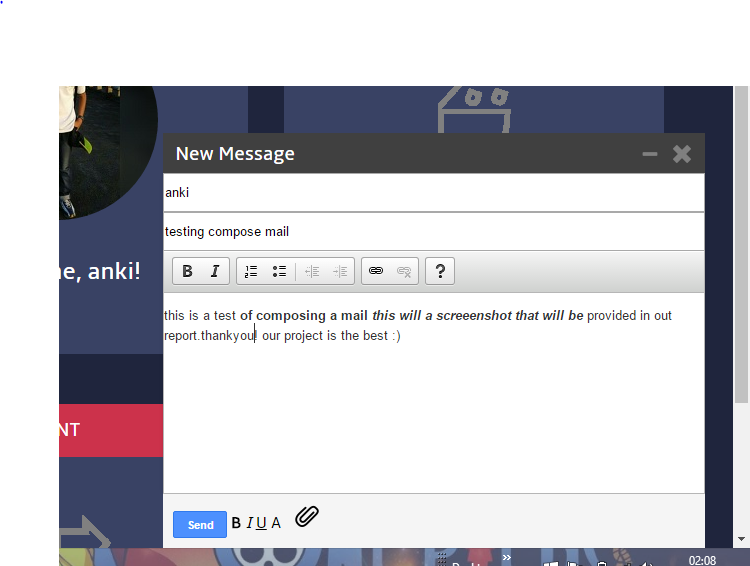 New Message
anki
testing compose mail
B I ?
this is a test of composing a mail this will a screeenshot that will be provided in out
report.thankyou! our project is the best :)
e, anki!
NT
Send B I U A
02:08